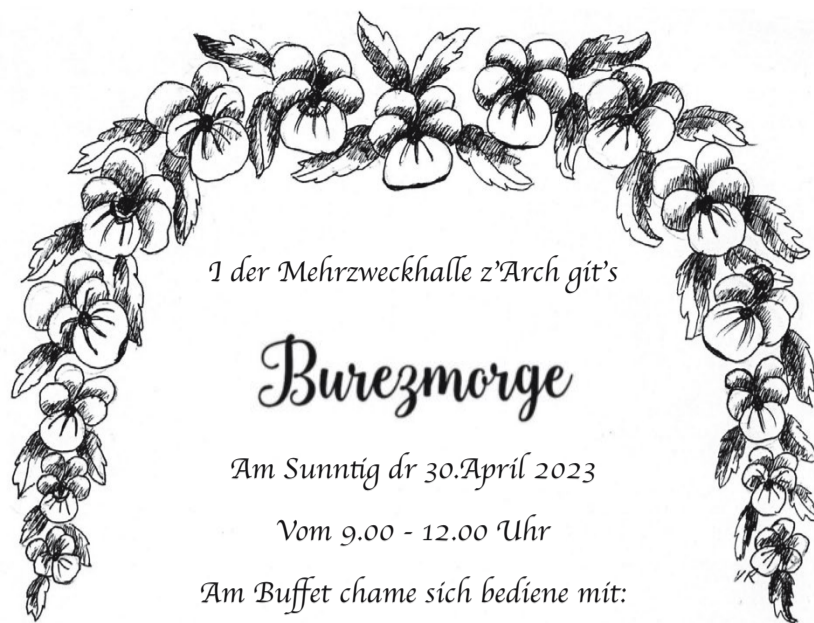 I der Mehrzweckhalle z'Arch git's
Burezmorge
Am Sunntig dr 30.April 2023
Vom 9.00 - 12.00 Uhr
Am Buffet chame sich bediene mit:
VR